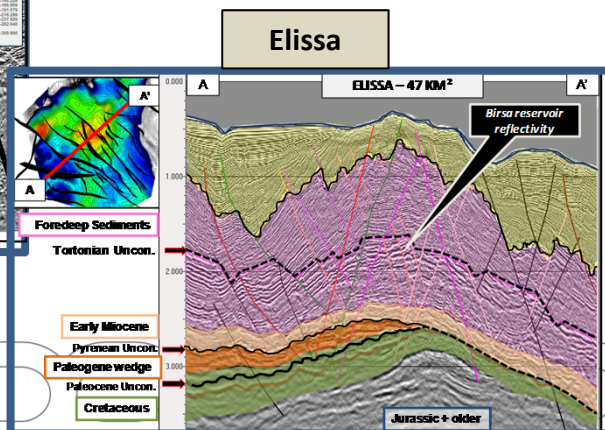 Elissa
A'
A
A
ELISSA – 47 KM²
A'
Birsa reservoir
reflectivity
0.000
1.000
2.000
3.000
Foredeep Sediments
Tortonian Uncon.
Early Miocene
Pyrenean Uncon.
Paleogene wedge
Paleocene Uncon.
Cretaceous
Jurassic + older